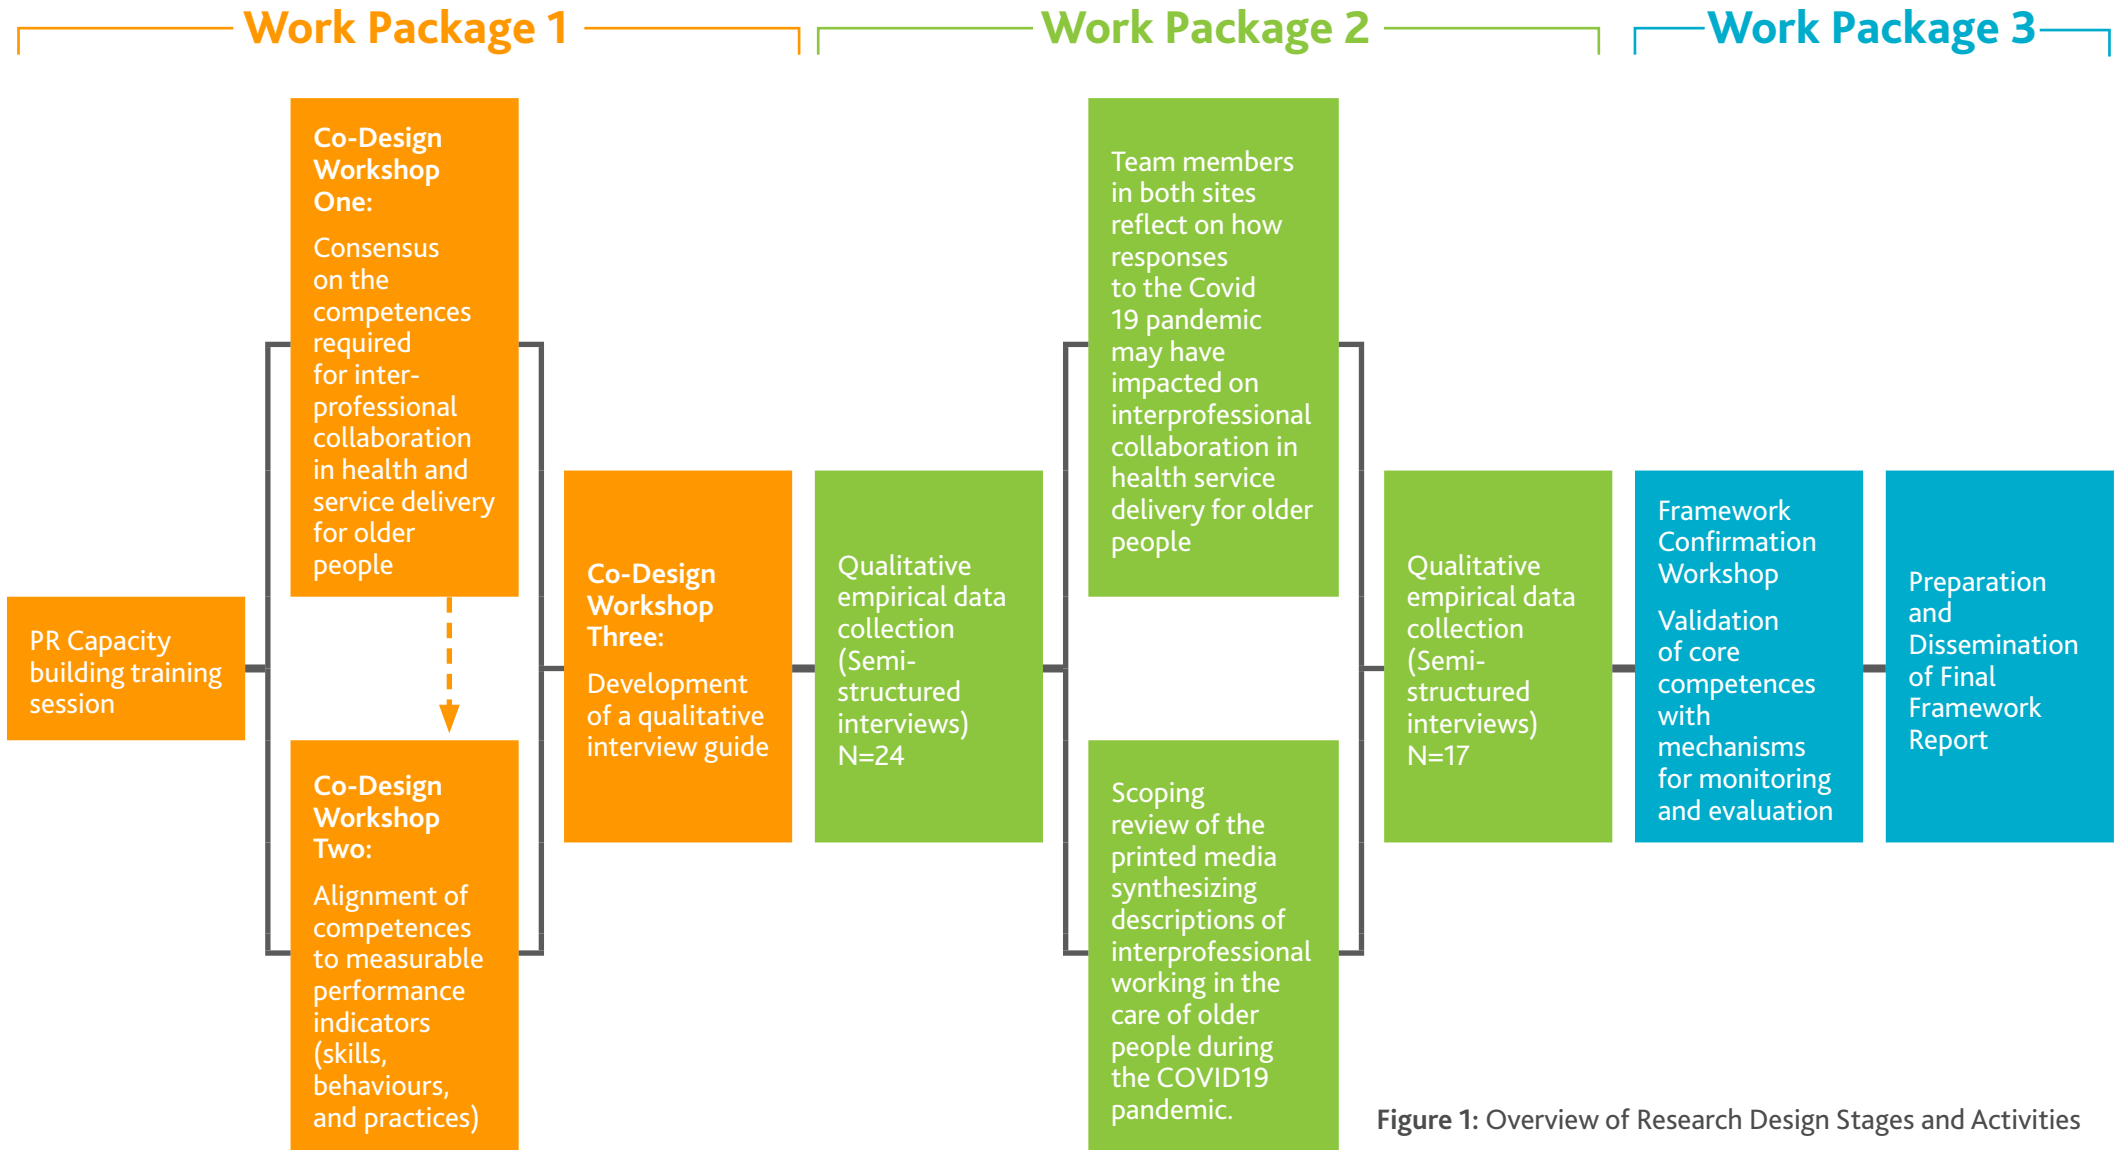 Work Package 1
Work Package 2
Work Package 3
PR Capacity
building training
session
Co-Design
Workshop
One:
Consensus
on the
competences
required
for inter-
professional
collaboration
in health and
service delivery
for older
people
Co-Design
Workshop
Two:
Alignment of
competences
to measurable
performance
indicators
(skills,
behaviours,
and practices)
Co-Design
Workshop
Three:
Development
of a qualitative
interview guide
Qualitative
empirical data
collection
(Semi-
structured
interviews)
N=24
Team members
in both sites
reflect on how
responses
to the Covid
19 pandemic
may have
impacted on
interprofessional
collaboration in
health service
delivery for older
people
Scoping
review of the
printed media
synthesizing
descriptions of
interprofessional
working in the
care of older
people during
the COVID19
pandemic.
Qualitative
empirical data
collection
(Semi-
structured
interviews)
N=17
Framework
Confirmation
Workshop
Validation
of core
competences
with
mechanisms
for monitoring
and evaluation
Preparation
and
Dissemination
of Final
Framework
Report
Figure 1: Overview of Research Design Stages and Activities